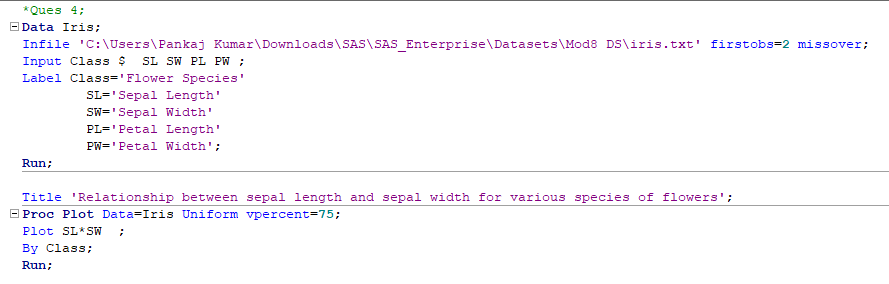 *Ques 4;
Data Iris;
Infile 'C:\Users\Pankaj Kumar\Downloads\SAS\SAS_Enterprise\Datasets\Mod8 DS\iris.txt' firstobs=2 missover;
Input Class $  SL SW PL PW ;
Label Class='Flower Species'
SL='Sepal Length'
SW='Sepal Width'
PL='Petal Length'
PW='Petal Width';
Run;
Title 'Relationship between sepal length and sepal width for various species of flowers';
Proc Plot Data=Iris Uniform vpercent=75;
Plot SL*SW  ;
By Class;
Run;